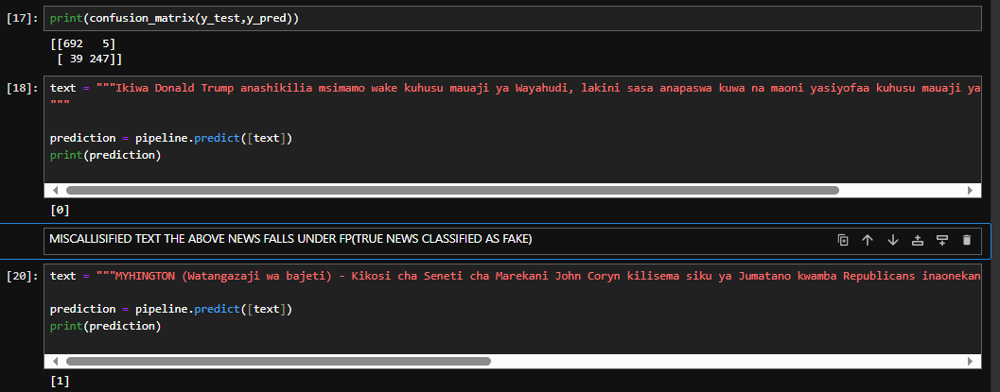 [17]: print(confusion_matrix(y_test,y_pred))
[[692 5]
[ 39 247]]
[18]: text = """Ikiwa Donald Trump anashikilia msimamo wake kuhusu mauaji ya Wayahudi, lakini sasa anapaswa kuwa na maoni yasiyofaa kuhusu mauaji ya
"""
prediction = pipeline.predict([text])
print(prediction)
[0]
MISCALLISIFIED TEXT THE ABOVE NEWS FALLS UNDER FP(TRUE NEWS CLASSIFIED AS FAKE)
[20]: text = """MYHINGTON (Watangazaji wa bajeti) - Kikosi cha Seneti cha Marekani John Coryn kilisema siku ya Jumatano kwamba Republicans inaonekan
prediction = pipeline.predict([text])
print(prediction)
[1]